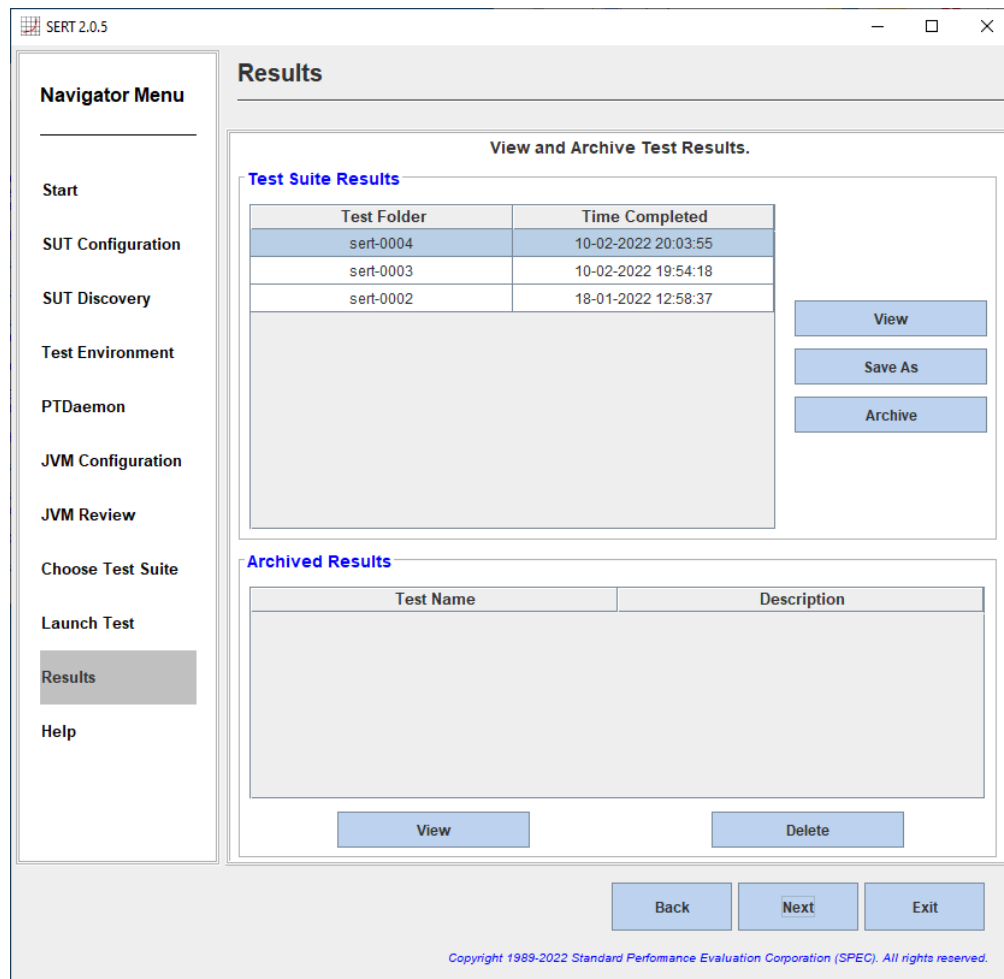 SERT 2.0.5
Navigator Menu
Start
SUT Configuration
SUT Discovery
Test Environment
PTDaemon
JVM Configuration
JVM Review
Choose Test Suite
Launch Test
Results
Help
Results
View and Archive Test Results.
Test Suite Results
Test Folder Time Completed
sert-0004 10-02-2022 20:03:55
sert-0003 10-02-2022 19:54:18
sert-0002 18-01-2022 12:58:37
View
Save As
Archive
Archived Results
Test Name Description
View Delete
Back Next Exit
Copyright 1989-2022 Standard Performance Evaluation Corporation (SPEC). All rights reserved.